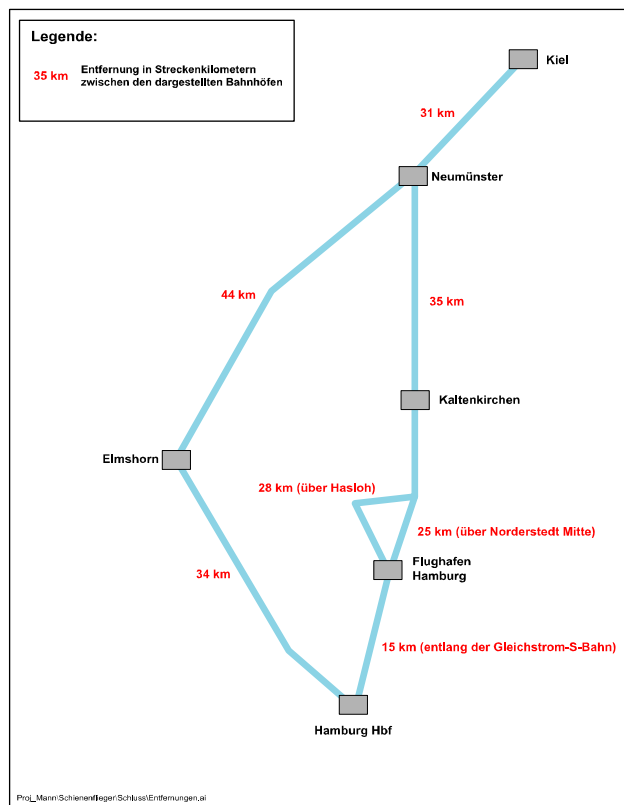 Legende:
35 km
Entfernung in Streckenkilometern
zwischen den dargestellten Bahnhöfen
Kiel
31 km
Neumünster
44 km
35 km
Kaltenkirchen
Elmshorn
28 km (über Hasloh)
25 km (über Norderstedt Mitte)
Flughafen
Hamburg
34 km
15 km (entlang der Gleichstrom-S-Bahn)
Hamburg Hbf
Proj_Mann\Schienenflieger\Schluss\Entfernungen.ai